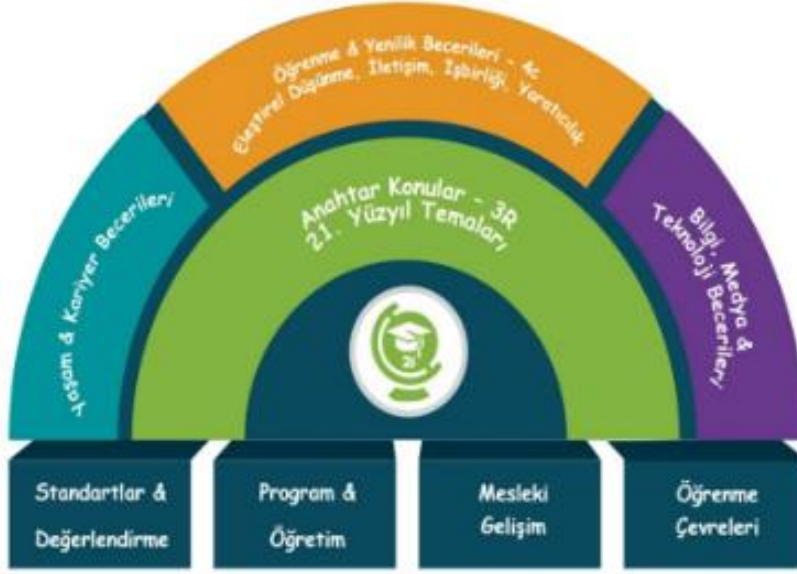 Öğrenme & Yenilik Becerileri - 4c
Eleştirel Düşünme, İletişim, İşbirliği, Yaratıcılık
Yaşam & Kariyer Becerileri
Anahtar Konular - 3R
21. Yüzyıl Temaları
Bilgi, Medya &
Teknoloji Becerileri
21
Standartlar &
Değerlendirme
Program &
Öğretim
Mesleki
Gelişim
Öğrenme
Çevreleri